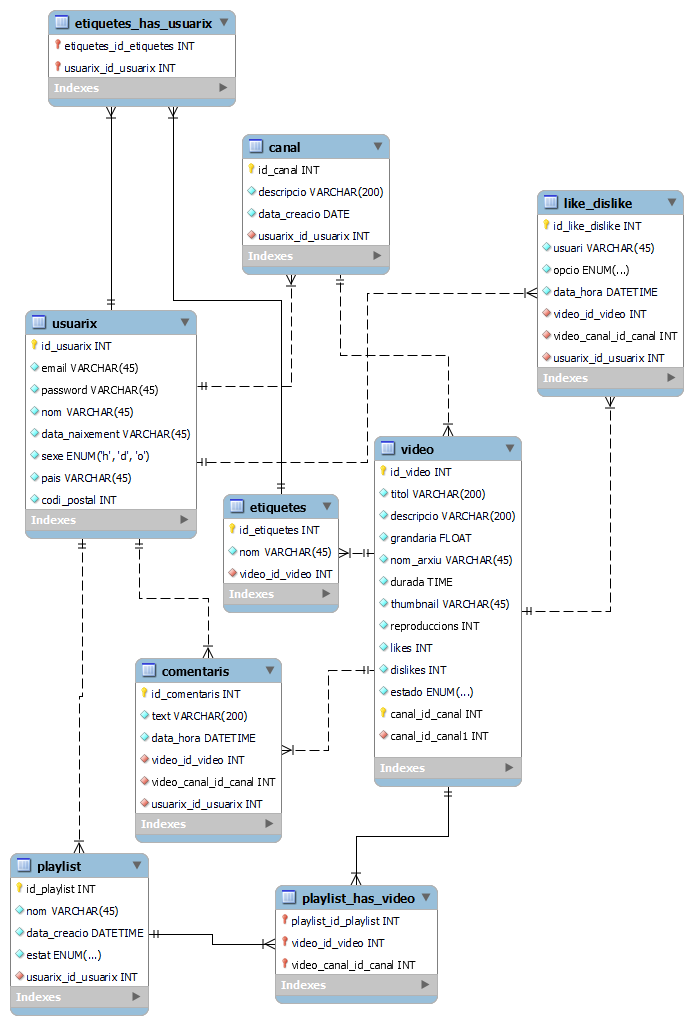 etiquetes_has_usuarix
etiquetes_id_etiquetes INT
usuarix_id_usuarix INT
Indexes
canal
id_canal INT
descripcio VARCHAR(200)
data_creacio DATE
usuarix_id_usuarix INT
Indexes
like_dislike
id_like_dislike INT
usuari VARCHAR(45)
opcio ENUM(...)
data_hora DATETIME
video_id_video INT
video_canal_id_canal INT
usuarix_id_usuarix INT
Indexes
usuarix
id_usuarix INT
email VARCHAR(45)
password VARCHAR(45)
nom VARCHAR(45)
data_naixement VARCHAR(45)
sexe ENUM('h', 'd', 'o')
pais VARCHAR(45)
codi_postal INT
Indexes
video
id_video INT
titol VARCHAR(200)
descripcio VARCHAR(200)
grandaria FLOAT
nom_arxiu VARCHAR(45)
durada TIME
thumbnail VARCHAR(45)
reproduccions INT
likes INT
dislikes INT
estado ENUM(...)
canal_id_canal INT
canal_id_canal1 INT
Indexes
etiquetes
id_etiquetes INT
nom VARCHAR(45)
video_id_video INT
Indexes
comentaris
id_comentaris INT
text VARCHAR(200)
data_hora DATETIME
video_id_video INT
video_canal_id_canal INT
usuarix_id_usuarix INT
Indexes
playlist
id_playlist INT
nom VARCHAR(45)
data_creacio DATETIME
estat ENUM(...)
usuarix_id_usuarix INT
Indexes
playlist_has_video
playlist_id_playlist INT
video_id_video INT
video_canal_id_canal INT
Indexes